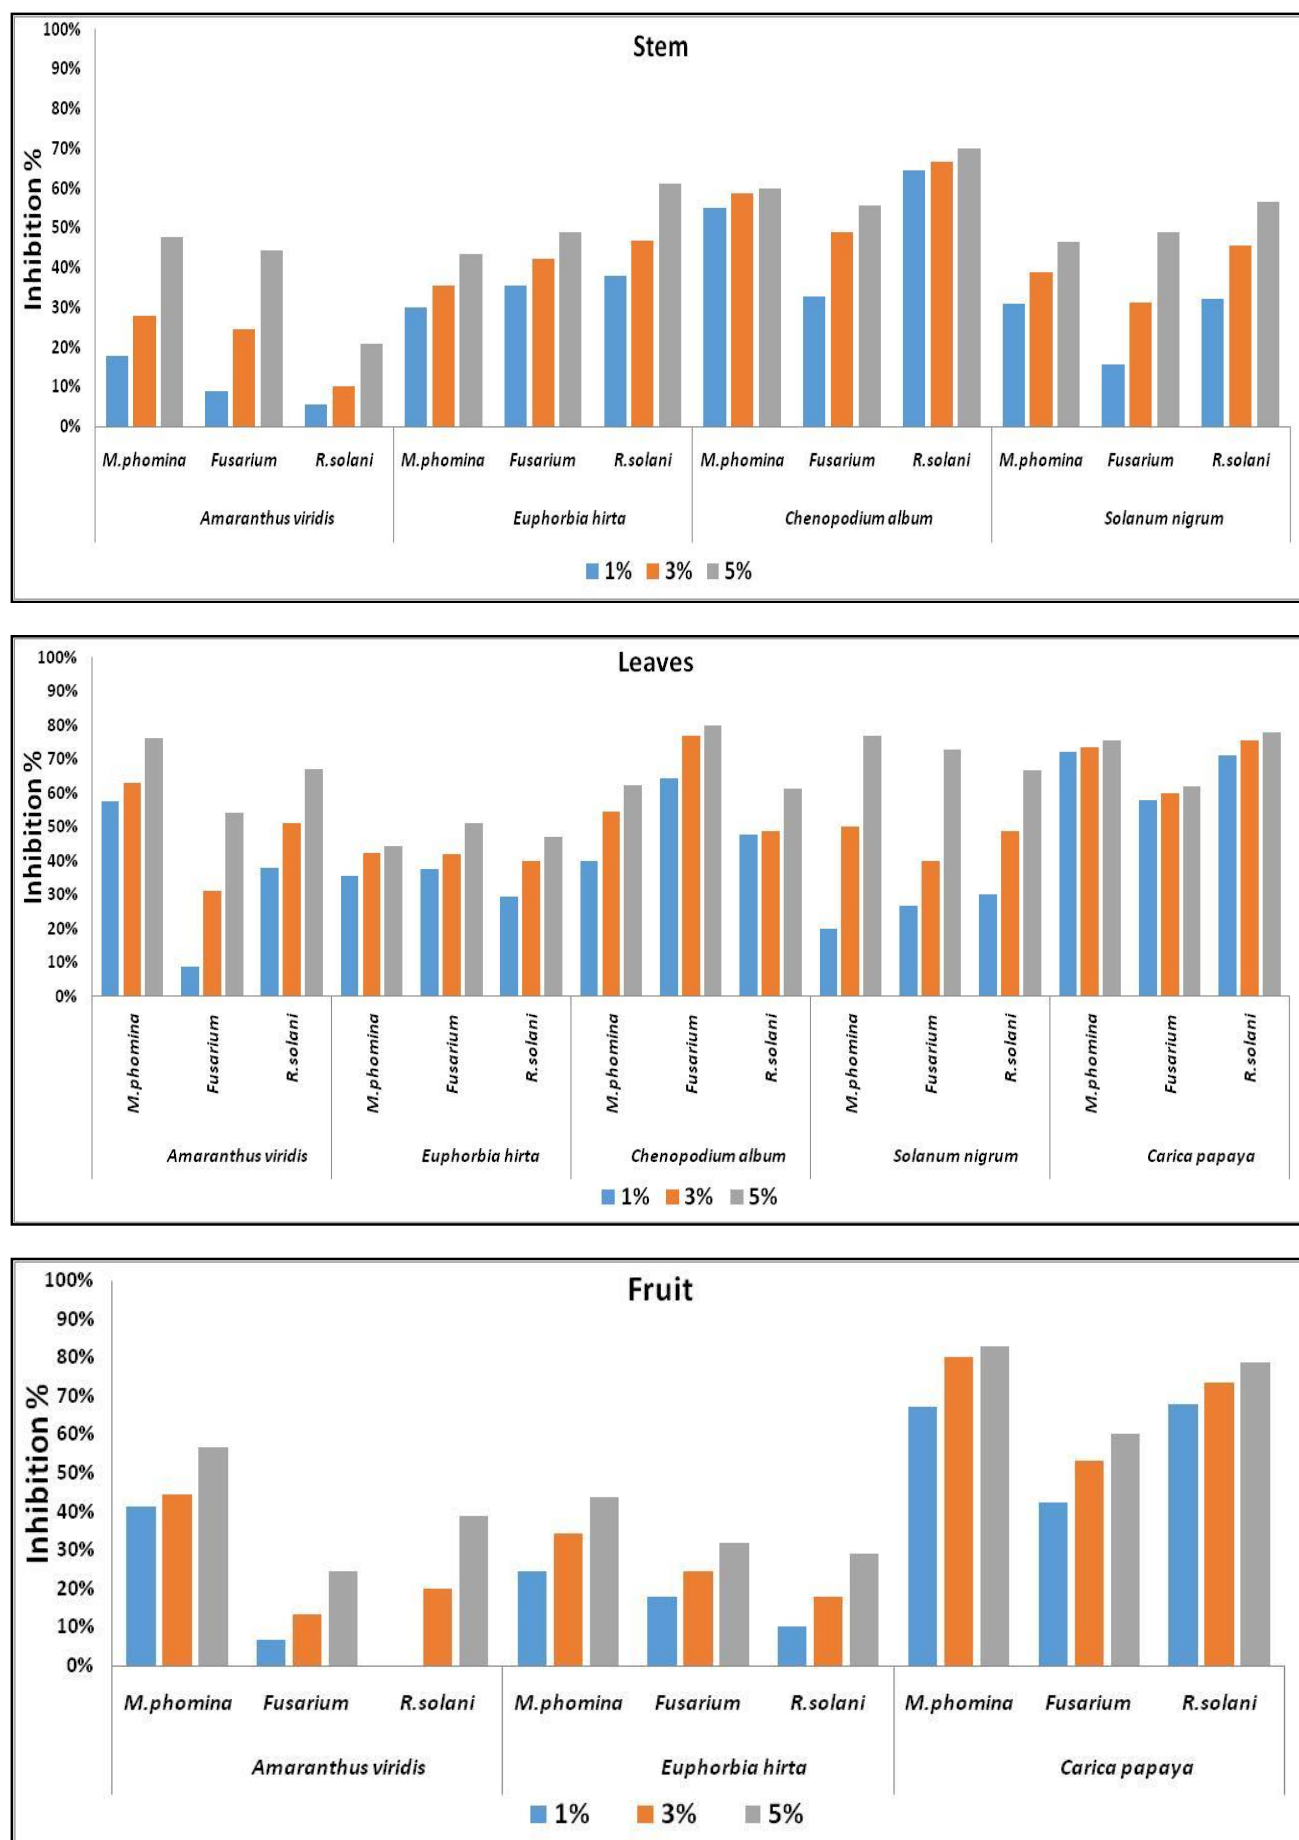 Stem
Inhibition %
100%
90%
80%
70%
60%
50%
40%
30%
20%
10%
0%
M.phomina Fusarium R.solani M.phomina Fusarium R.solani M.phomina Fusarium R.solani M.phomina Fusarium R.solani
Amaranthus viridis Euphorbia hirta Chenopodium album Solanum nigrum
1% 3% 5%
Leaves
Inhibition %
100%
90%
80%
70%
60%
50%
40%
30%
20%
10%
0%
M.phomina Fusarium R.solani M.phomina Fusarium R.solani M.phomina Fusarium R.solani M.phomina Fusarium R.solani M.phomina Fusarium R.solani
Amaranthus viridis Euphorbia hirta Chenopodium album Solanum nigrum Carica papaya
1% 3% 5%
Fruit
Inhibition %
100%
90%
80%
70%
60%
50%
40%
30%
20%
10%
0%
M.phomina Fusarium R.solani M.phomina Fusarium R.solani M.phomina Fusarium R.solani
Amaranthus viridis Euphorbia hirta Carica papaya
1% 3% 5%